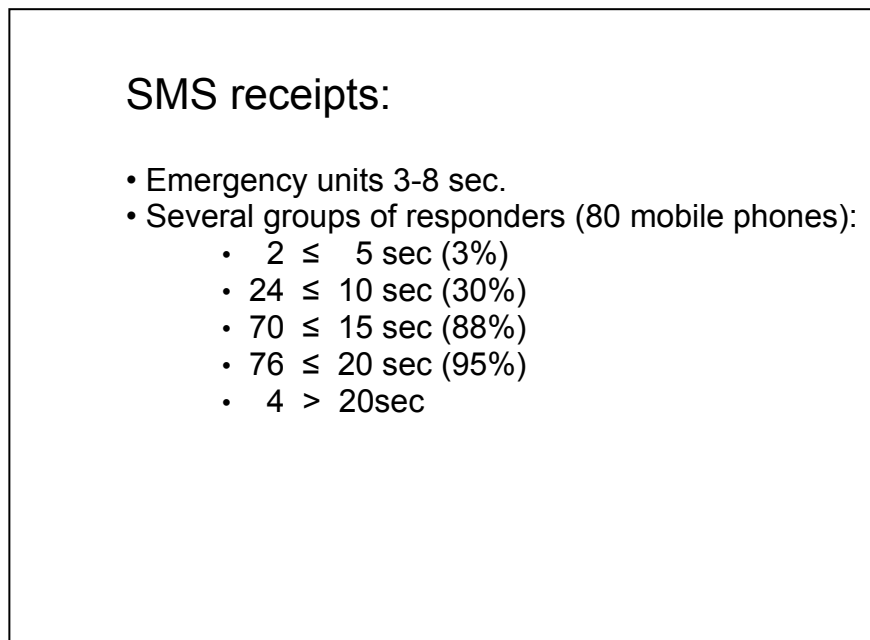 SMS receipts:
• Emergency units 3-8 sec.
• Several groups of responders (80 mobile phones):
• 2 ≤ 5 sec (3%)
• 24 ≤ 10 sec (30%)
• 70 ≤ 15 sec (88%)
• 76 ≤ 20 sec (95%)
• 4 > 20sec